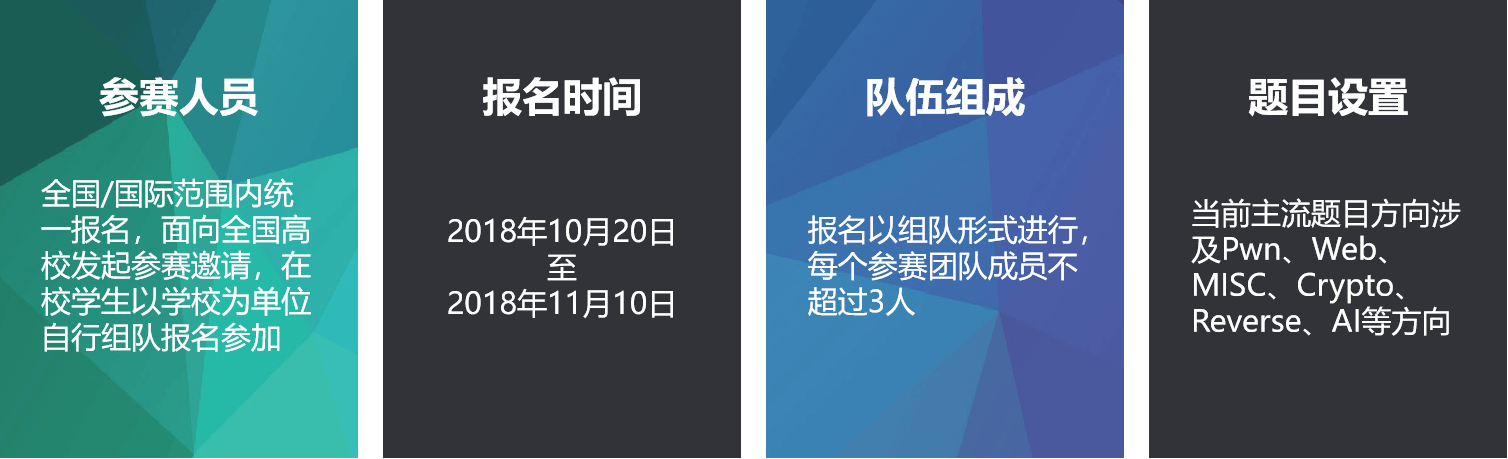 参赛人员
全国/国际范围内统
一报名，面向全国高
校发起参赛邀请，在
校学生以学校为单位
自行组队报名参加
报名时间
2018年10月20日
至
2018年11月10日
队伍组成
报名以组队形式进行，
每个参赛团队成员不
超过3人
题目设置
当前主流题目方向涉
及Pwn、Web、
MISC、Crypto、
Reverse、AI等方向